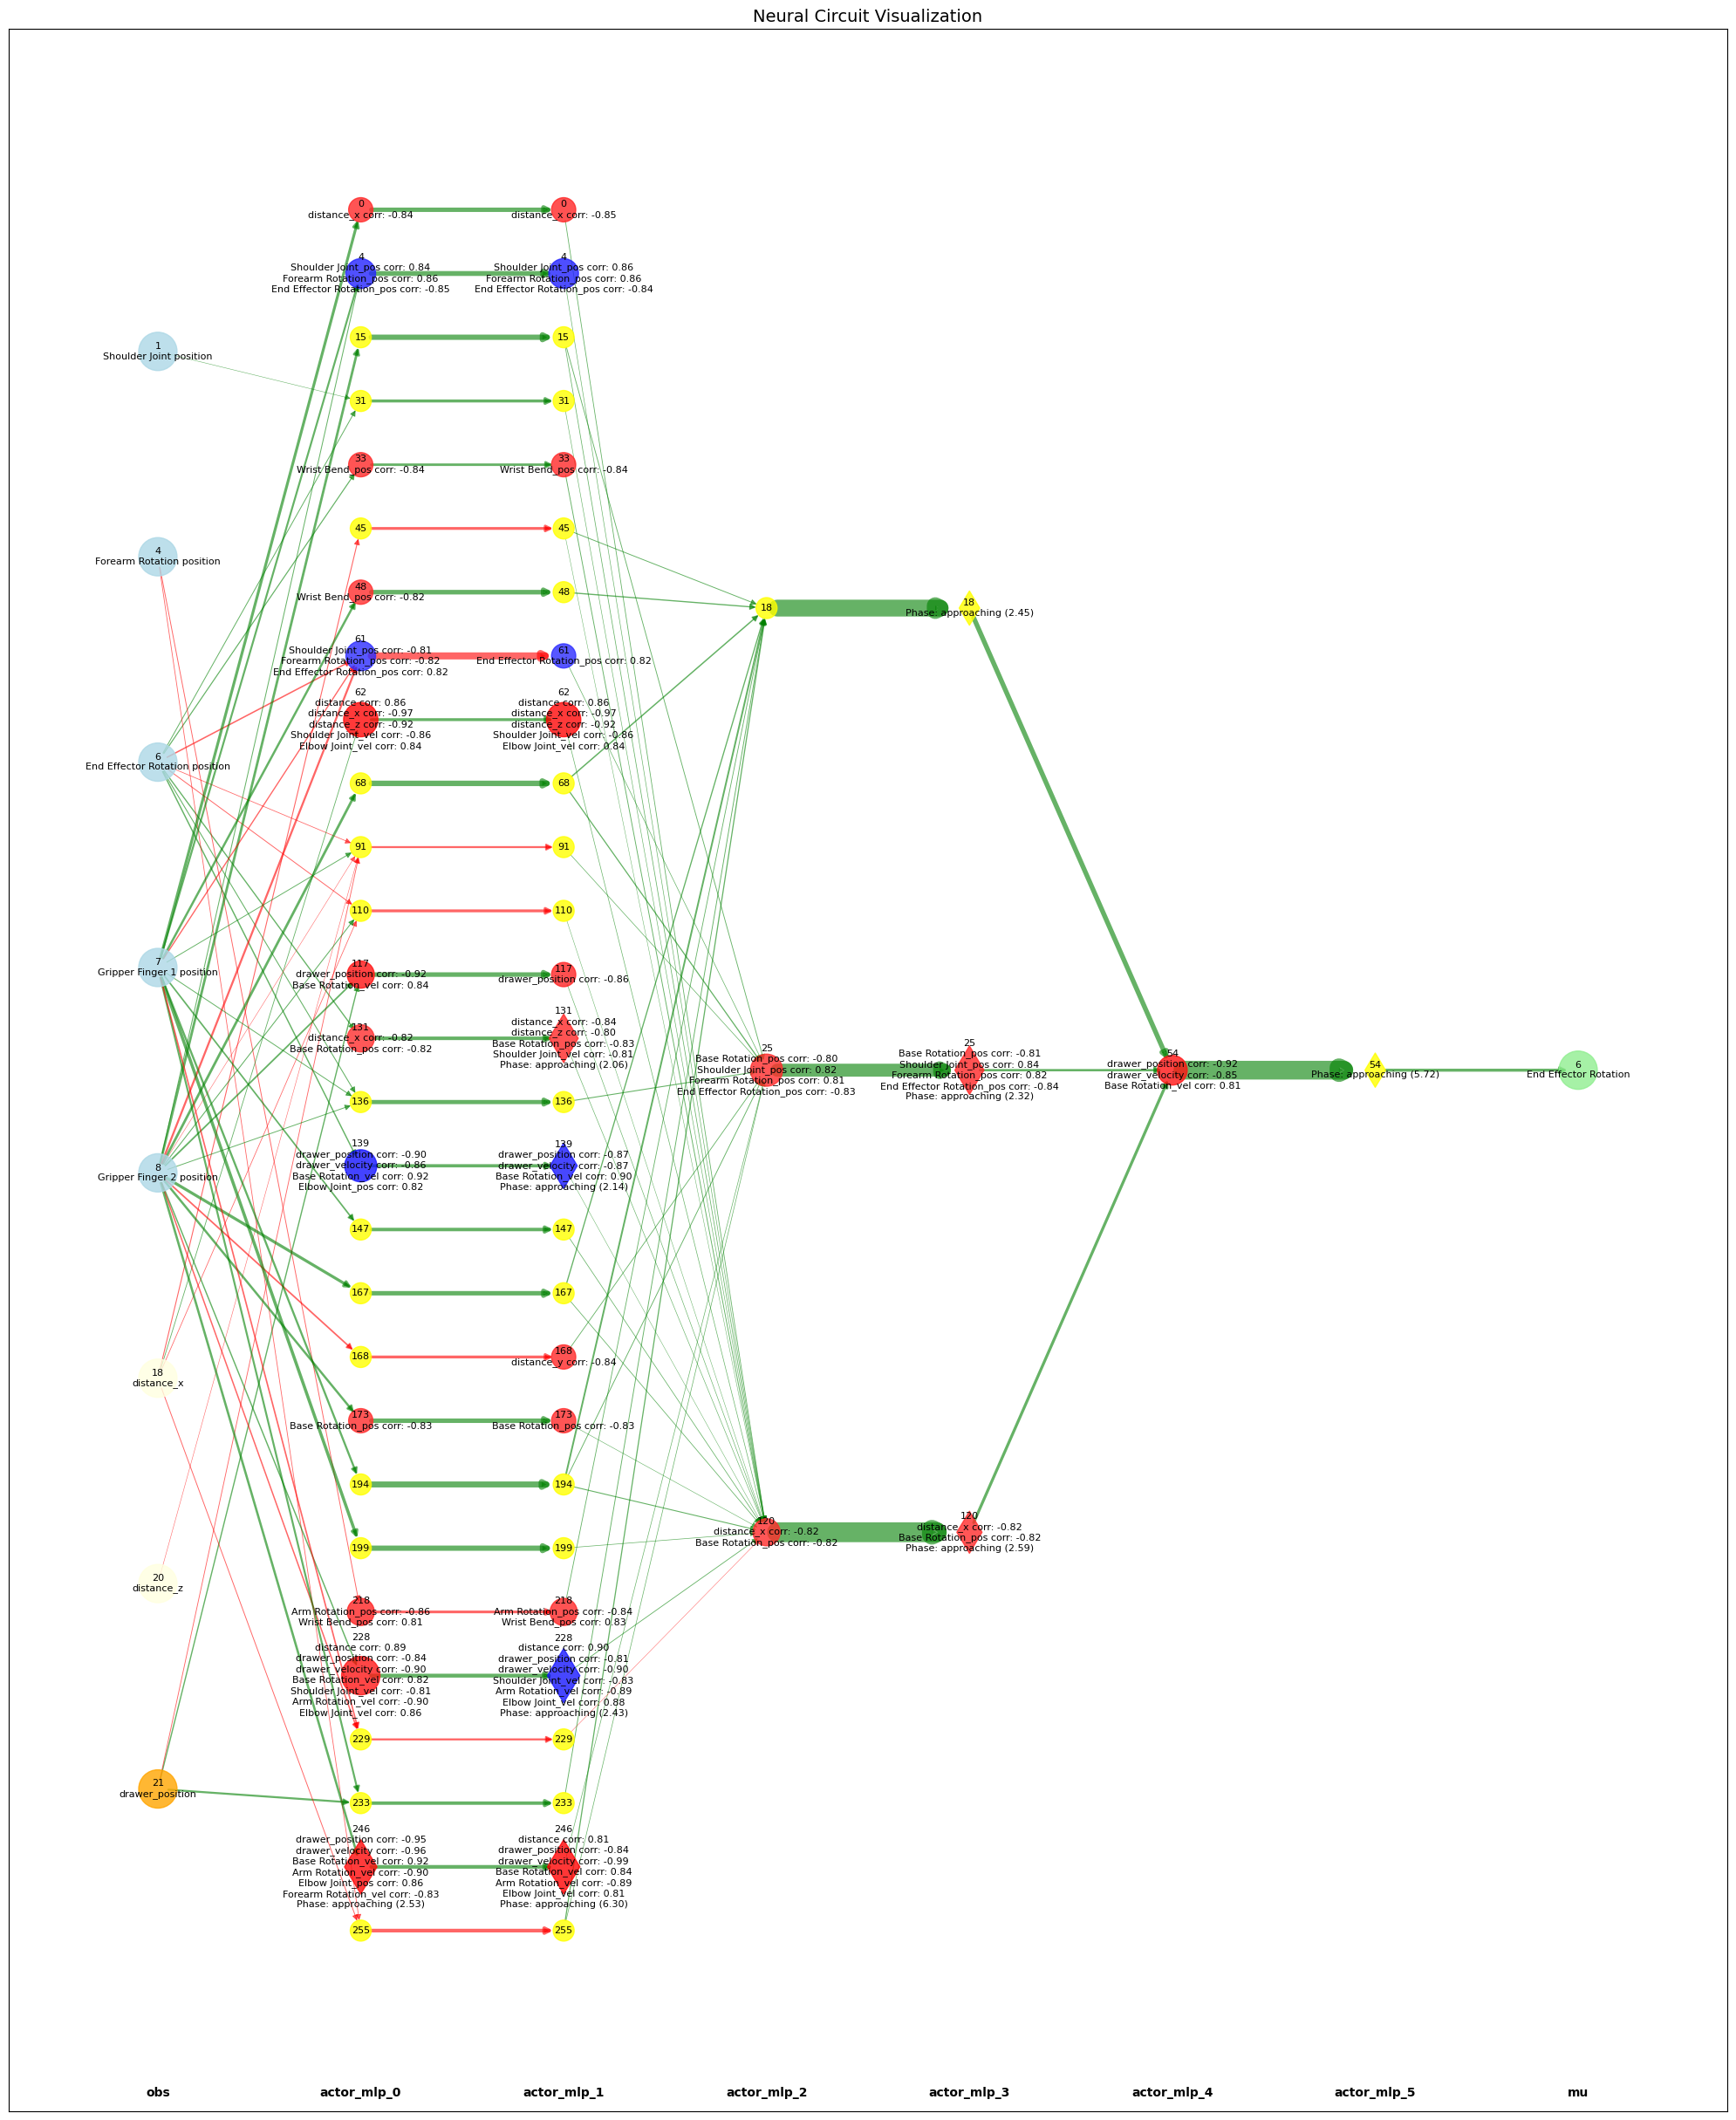 Neural Circuit Visualization
1
Shoulder Joint position
4
Forearm Rotation position
6
End Effector Rotation position
7
Gripper Finger 1 position
8
Gripper Finger 2 position
18
distance_x
20
distance_z
21
drawer_position
obs
0
distance_x corr: -0.84
4
Shoulder Joint_pos corr: 0.84
Forearm Rotation_pos corr: 0.86
End Effector Rotation_pos corr: -0.85
15
31
33
Wrist Bend_pos corr: -0.84
45
48
Wrist Bend_pos corr: -0.82
61
Shoulder Joint_pos corr: -0.81
Forearm Rotation_pos corr: -0.82
End Effector Rotation_pos corr: 0.82
62
distance corr: 0.86
distance_x corr: -0.97
distance_z corr: -0.92
Shoulder Joint_vel corr: -0.86
Elbow Joint_vel corr: 0.84
68
91
110
117
drawer_position corr: -0.92
Base Rotation_vel corr: 0.84
131
distance_x corr: -0.82
Base Rotation_pos corr: -0.82
136
139
drawer_position corr: -0.90
drawer_velocity corr: -0.86
Base Rotation_vel corr: 0.92
Elbow Joint_pos corr: 0.82
147
167
168
173
Base Rotation_pos corr: -0.83
194
199
218
Arm Rotation_pos corr: -0.86
Wrist Bend_pos corr: 0.81
228
distance corr: 0.89
drawer_position corr: -0.84
drawer_velocity corr: -0.90
Base Rotation_vel corr: 0.82
Shoulder Joint_vel corr: -0.81
Arm Rotation_vel corr: -0.90
Elbow Joint_vel corr: 0.86
229
233
246
drawer_position corr: -0.95
drawer_velocity corr: -0.96
Base Rotation_vel corr: 0.92
Arm Rotation_vel corr: -0.90
Elbow Joint_pos corr: 0.86
Forearm Rotation_vel corr: -0.83
Phase: approaching (2.53)
255
actor_mlp_0
0
distance_x corr: -0.85
4
Shoulder Joint_pos corr: 0.86
Forearm Rotation_pos corr: 0.86
End Effector Rotation_pos corr: -0.84
15
31
33
Wrist Bend_pos corr: -0.84
45
48
61
End Effector Rotation_pos corr: 0.82
62
distance corr: 0.86
distance_x corr: -0.97
distance_z corr: -0.92
Shoulder Joint_vel corr: -0.86
Elbow Joint_vel corr: 0.84
68
91
110
117
drawer_position corr: -0.86
131
distance_x corr: -0.84
distance_z corr: -0.80
Base Rotation_pos corr: -0.83
Shoulder Joint_vel corr: -0.81
Phase: approaching (2.06)
136
139
drawer_position corr: -0.87
drawer_velocity corr: -0.87
Base Rotation_vel corr: 0.90
Phase: approaching (2.14)
147
167
168
distance_y corr: -0.84
173
Base Rotation_pos corr: -0.83
194
199
218
Arm Rotation_pos corr: -0.84
Wrist Bend_pos corr: 0.83
228
distance corr: 0.90
drawer_position corr: -0.81
drawer_velocity corr: -0.90
Shoulder Joint_vel corr: -0.83
Arm Rotation_vel corr: -0.89
Elbow Joint_vel corr: 0.88
Phase: approaching (2.43)
229
233
246
distance corr: 0.81
drawer_position corr: -0.84
drawer_velocity corr: -0.99
Base Rotation_vel corr: 0.84
Arm Rotation_vel corr: -0.89
Elbow Joint_vel corr: 0.81
Phase: approaching (6.30)
255
actor_mlp_1
18
25
Base Rotation_pos corr: -0.80
Shoulder Joint_pos corr: 0.82
Forearm Rotation_pos corr: 0.81
End Effector Rotation_pos corr: -0.83
120
distance_x corr: -0.82
Base Rotation_pos corr: -0.82
actor_mlp_2
18
Phase: approaching (2.45)
25
Base Rotation_pos corr: -0.81
Shoulder Joint_pos corr: 0.84
Forearm Rotation_pos corr: 0.82
End Effector Rotation_pos corr: -0.84
Phase: approaching (2.32)
120
distance_x corr: -0.82
Base Rotation_pos corr: -0.82
Phase: approaching (2.59)
actor_mlp_3
54
drawer_position corr: -0.92
drawer_velocity corr: -0.85
Base Rotation_vel corr: 0.81
actor_mlp_4
54
Phase: approaching (5.72)
actor_mlp_5
6
End Effector Rotation
mu